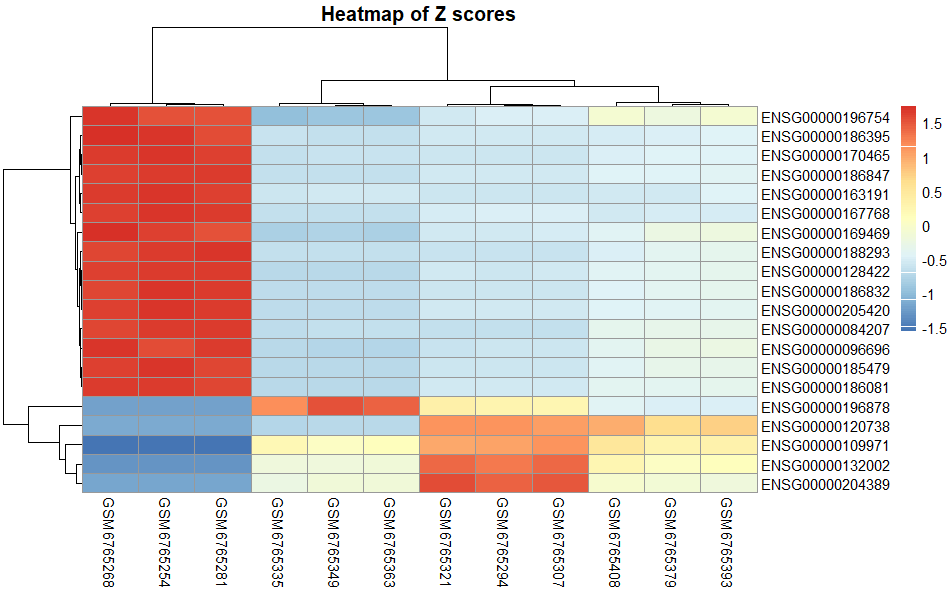 Heatmap of Z scores
ENSG00000196754
ENSG00000186395
ENSG00000170465
ENSG00000186847
ENSG00000163191
ENSG00000167768
ENSG00000169469
ENSG00000188293
ENSG00000128422
ENSG00000186832
ENSG00000205420
ENSG00000084207
ENSG00000096696
ENSG00000185479
ENSG00000186081
ENSG00000196878
ENSG00000120738
ENSG00000109971
ENSG00000132002
ENSG00000204389
1.5
1
0.5
0
-0.5
-1
-1.5
GSM6765268
GSM6765254
GSM6765281
GSM6765335
GSM6765349
GSM6765363
GSM6765321
GSM6765294
GSM6765307
GSM6765408
GSM6765379
GSM6765393